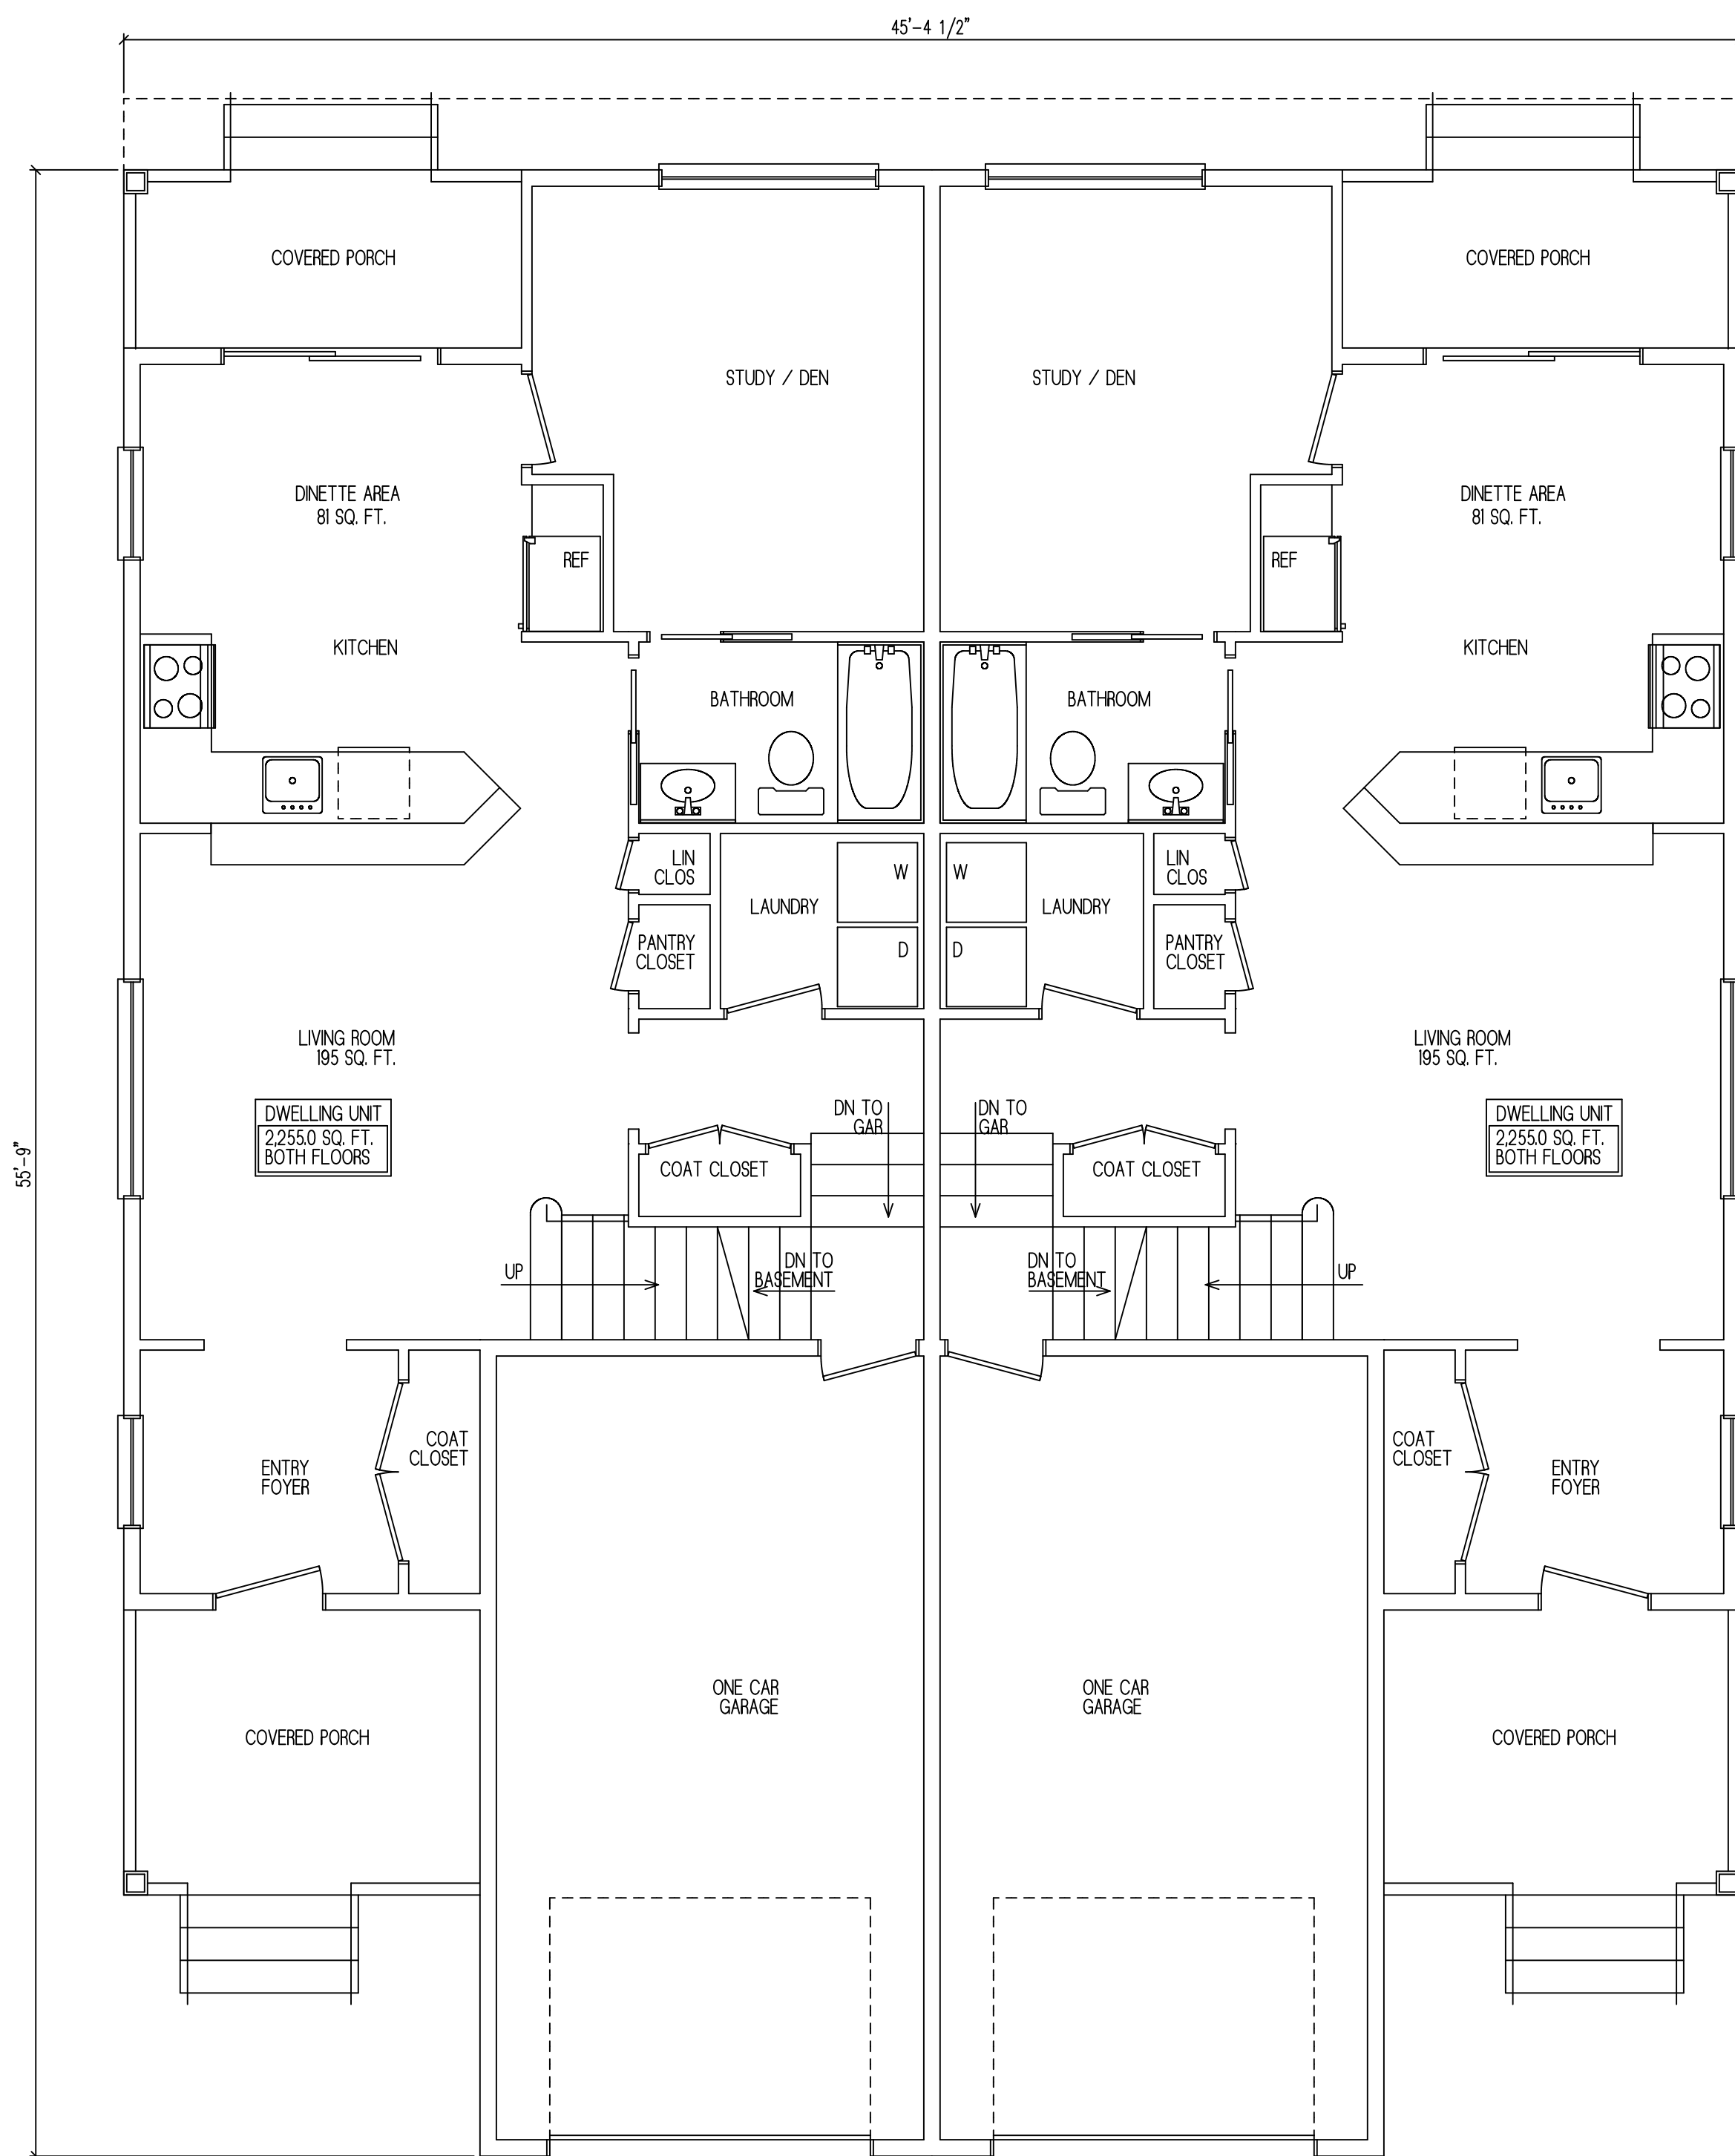 45'-4 1/2"
COVERED PORCH
COVERED PORCH
STUDY / DEN
STUDY / DEN
DINETTE AREA
81 SQ. FT.
DINETTE AREA
81 SQ. FT.
REF
REF
KITCHEN
KITCHEN
BATHROOM
BATHROOM
LIN
CLOS
W
W
LIN
CLOS
LAUNDRY
LAUNDRY
PANTRY
CLOSET
D
D
PANTRY
CLOSET
LIVING ROOM
195 SQ. FT.
LIVING ROOM
195 SQ. FT.
DWELLING UNIT
2,255.0 SQ. FT.
BOTH FLOORS
DN TO
GAR
DN TO
GAR
DWELLING UNIT
2,255.0 SQ. FT.
BOTH FLOORS
55'-9"
COAT CLOSET
COAT CLOSET
UP
DN TO
BASEMENT
DN TO
BASEMENT
UP
ENTRY
FOYER
COAT
CLOSET
COAT
CLOSET
ENTRY
FOYER
ONE CAR
GARAGE
ONE CAR
GARAGE
COVERED PORCH
COVERED PORCH